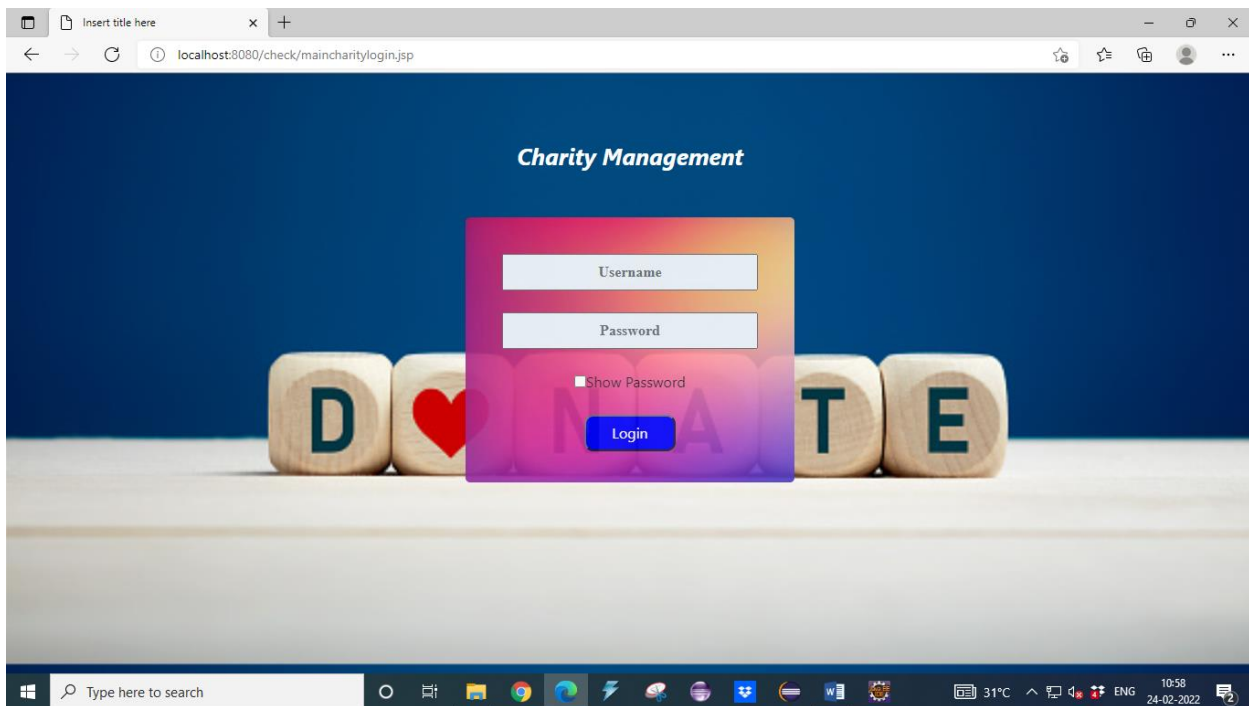 Insert title here
localhost:8080/check/maincharitylogin.jsp
Charity Management
Username
Password
Show Password
D N A T E
Login
Type here to search
31°C
ENG
10:58
24-02-2022
2